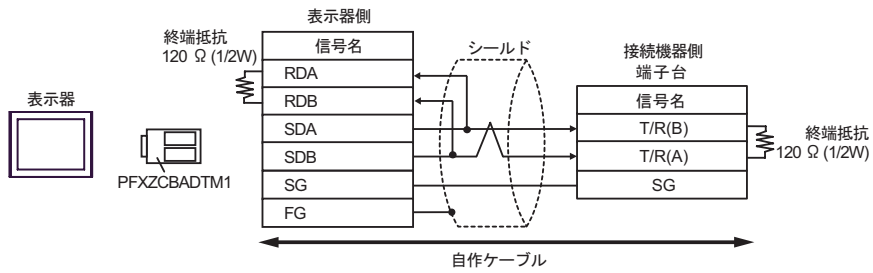 表示器側
終端抵抗
120 Ω (1/2W)
信号名
RDA
RDB
SDA
SDB
SG
FG
シールド
接続機器側
端子台
信号名
T/R(B)
T/R(A)
SG
終端抵抗
120 Ω (1/2W)
表示器
PFXZCBADTM1
自作ケーブル